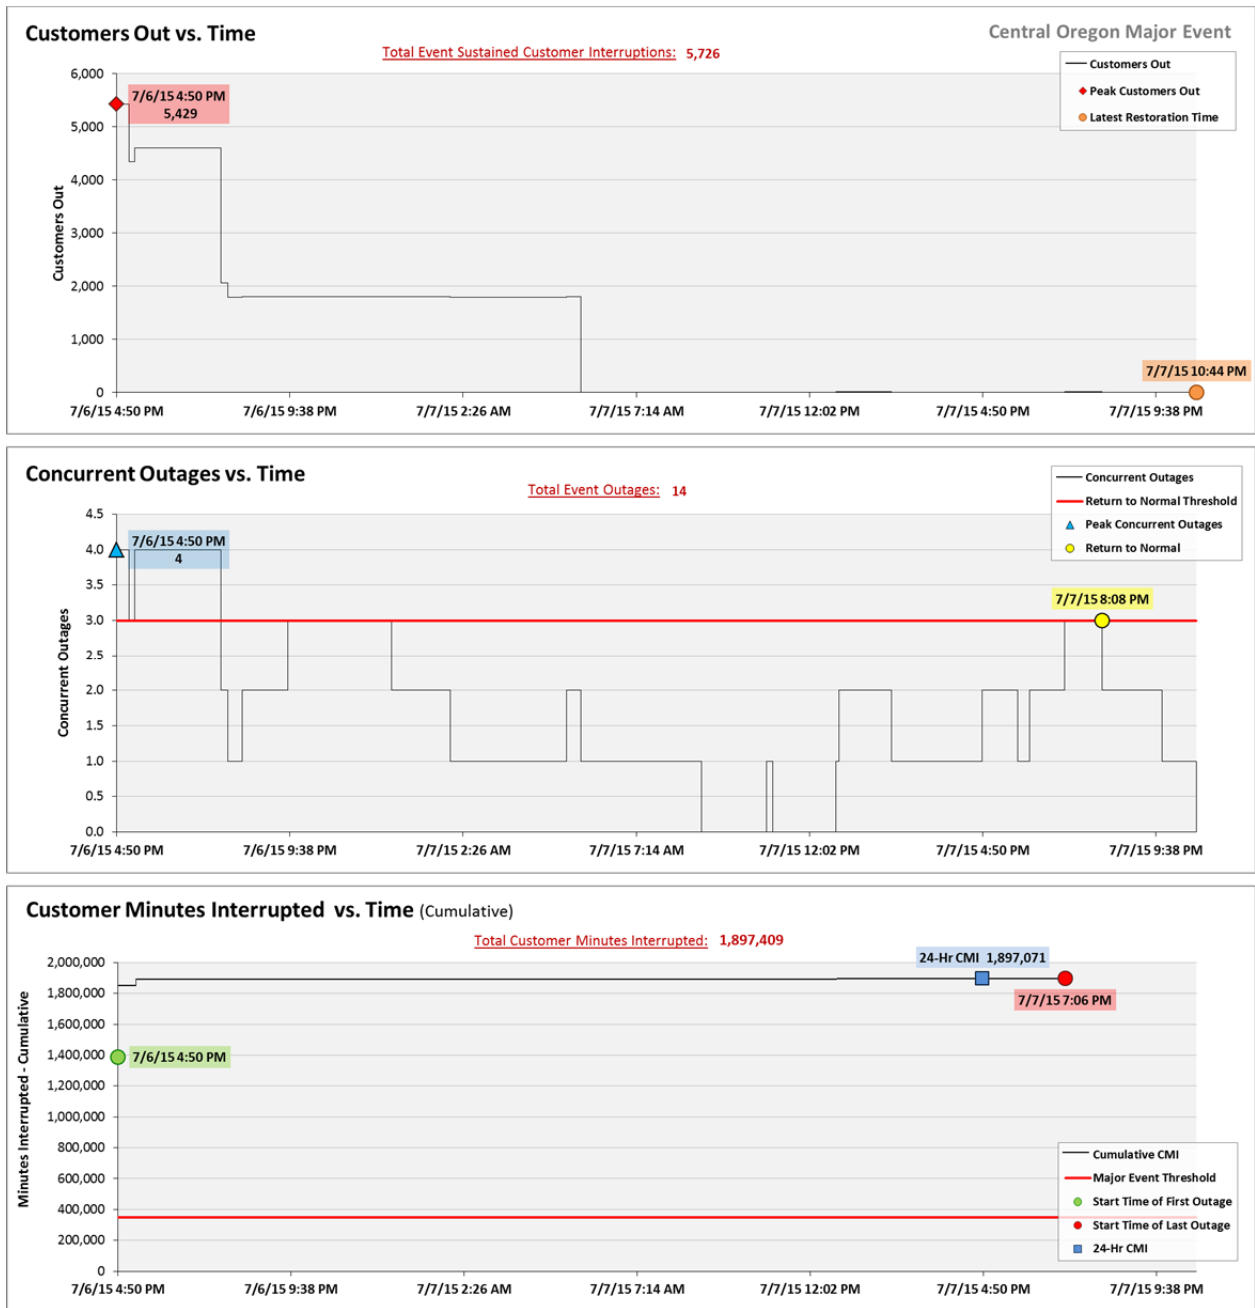 Customers Out vs. Time
Central Oregon Major Event
Total Event Sustained Customer Interruptions: 5,726
Customers Out
Peak Customers Out
Latest Restoration Time
7/6/15 4:50 PM
5,429
6,000
5,000
4,000
3,000
2,000
1,000
0
Customers Out
7/7/15 10:44 PM
7/6/15 4:50 PM
7/6/15 9:38 PM
7/7/15 2:26 AM
7/7/15 7:14 AM
7/7/15 12:02 PM
7/7/15 4:50 PM
7/7/15 9:38 PM
Concurrent Outages vs. Time
Total Event Outages: 14
Concurrent Outages
Return to Normal Threshold
Peak Concurrent Outages
Return to Normal
7/6/15 4:50 PM
4
7/7/15 8:08 PM
4.5
4.0
3.5
3.0
2.5
2.0
1.5
1.0
0.5
0.0
Concurrent Outages
7/6/15 4:50 PM
7/6/15 9:38 PM
7/7/15 2:26 AM
7/7/15 7:14 AM
7/7/15 12:02 PM
7/7/15 4:50 PM
7/7/15 9:38 PM
Customer Minutes Interrupted vs. Time (Cumulative)
Total Customer Minutes Interrupted: 1,897,409
24-Hr CMI 1,897,071
7/7/15 7:06 PM
7/6/15 4:50 PM
2,000,000
1,800,000
1,600,000
1,400,000
1,200,000
1,000,000
800,000
600,000
400,000
200,000
0
Minutes Interrupted - Cumulative
Cumulative CMI
Major Event Threshold
Start Time of First Outage
Start Time of Last Outage
24-Hr CMI
7/6/15 4:50 PM
7/6/15 9:38 PM
7/7/15 2:26 AM
7/7/15 7:14 AM
7/7/15 12:02 PM
7/7/15 4:50 PM
7/7/15 9:38 PM